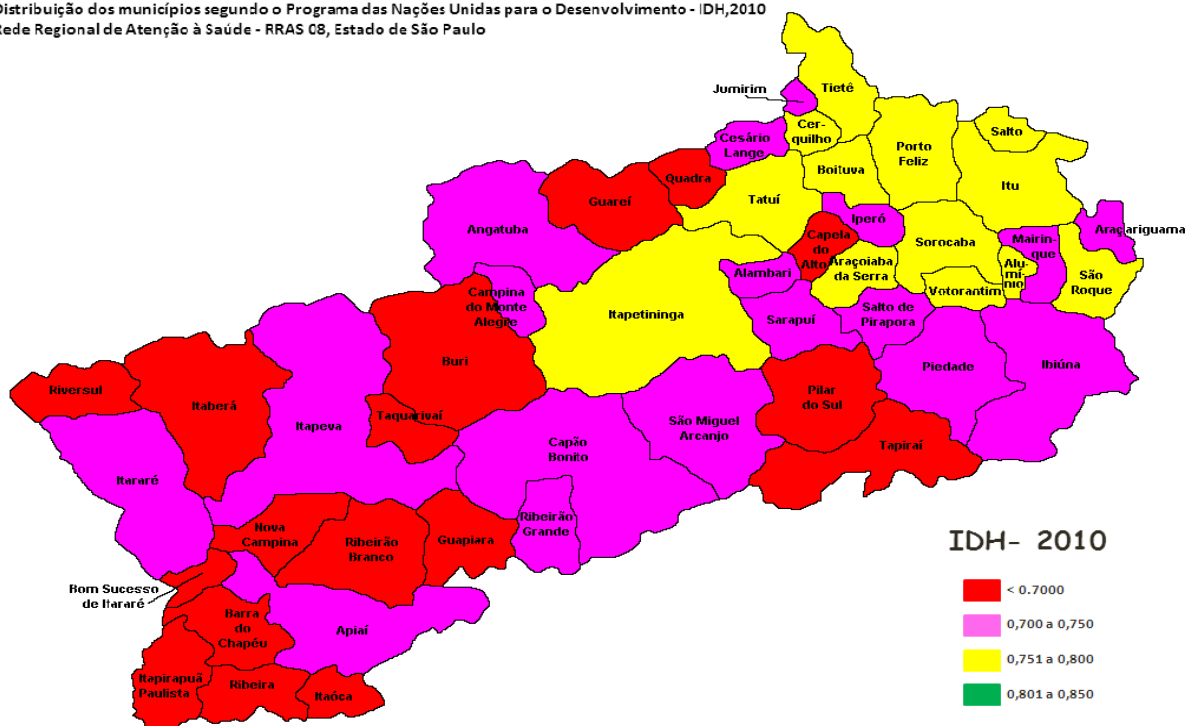 Distribuição dos municípios segundo o Programa das Nações Unidas para o Desenvolvimento - IDH,2010
Rede Regional de Atenção à Saúde - RRAS 08, Estado de São Paulo
Jumirim
Tietê
Cer-
quilho
Cesário
Lange
Porto
Feliz
Salto
Quadra
Boituva
Itu
Guareí
Tatuí
Angatuba
Iperó
Araçariguama
Capela
do
Alto
Sorocaba
Mairin-
que
Alambari
Araçoiaba
da Serra
Alu-
mí-
nio
São
Roque
Votorantim
Campina
do Monte
Alegre
Itapetininga
Sarapuí
Salto de
Pirapora
Buri
Piedade
Ibiúna
Riversul
Itaberá
Pilar
do Sul
Taquarivaí
Itapeva
São Miguel
Arcanjo
Capão
Bonito
Tapiraí
Itararé
Nova
Campina
Ribeirão
Branco
Guapiara
Ribeirão
Grande
Bom Sucesso
de Itararé
Barra
do
Chapéu
Apiaí
Itapirapuã
Paulista
Ribeira
Itaóca
IDH- 2010
< 0.7000
0,700 a 0,750
0,751 a 0,800
0,801 a 0,850